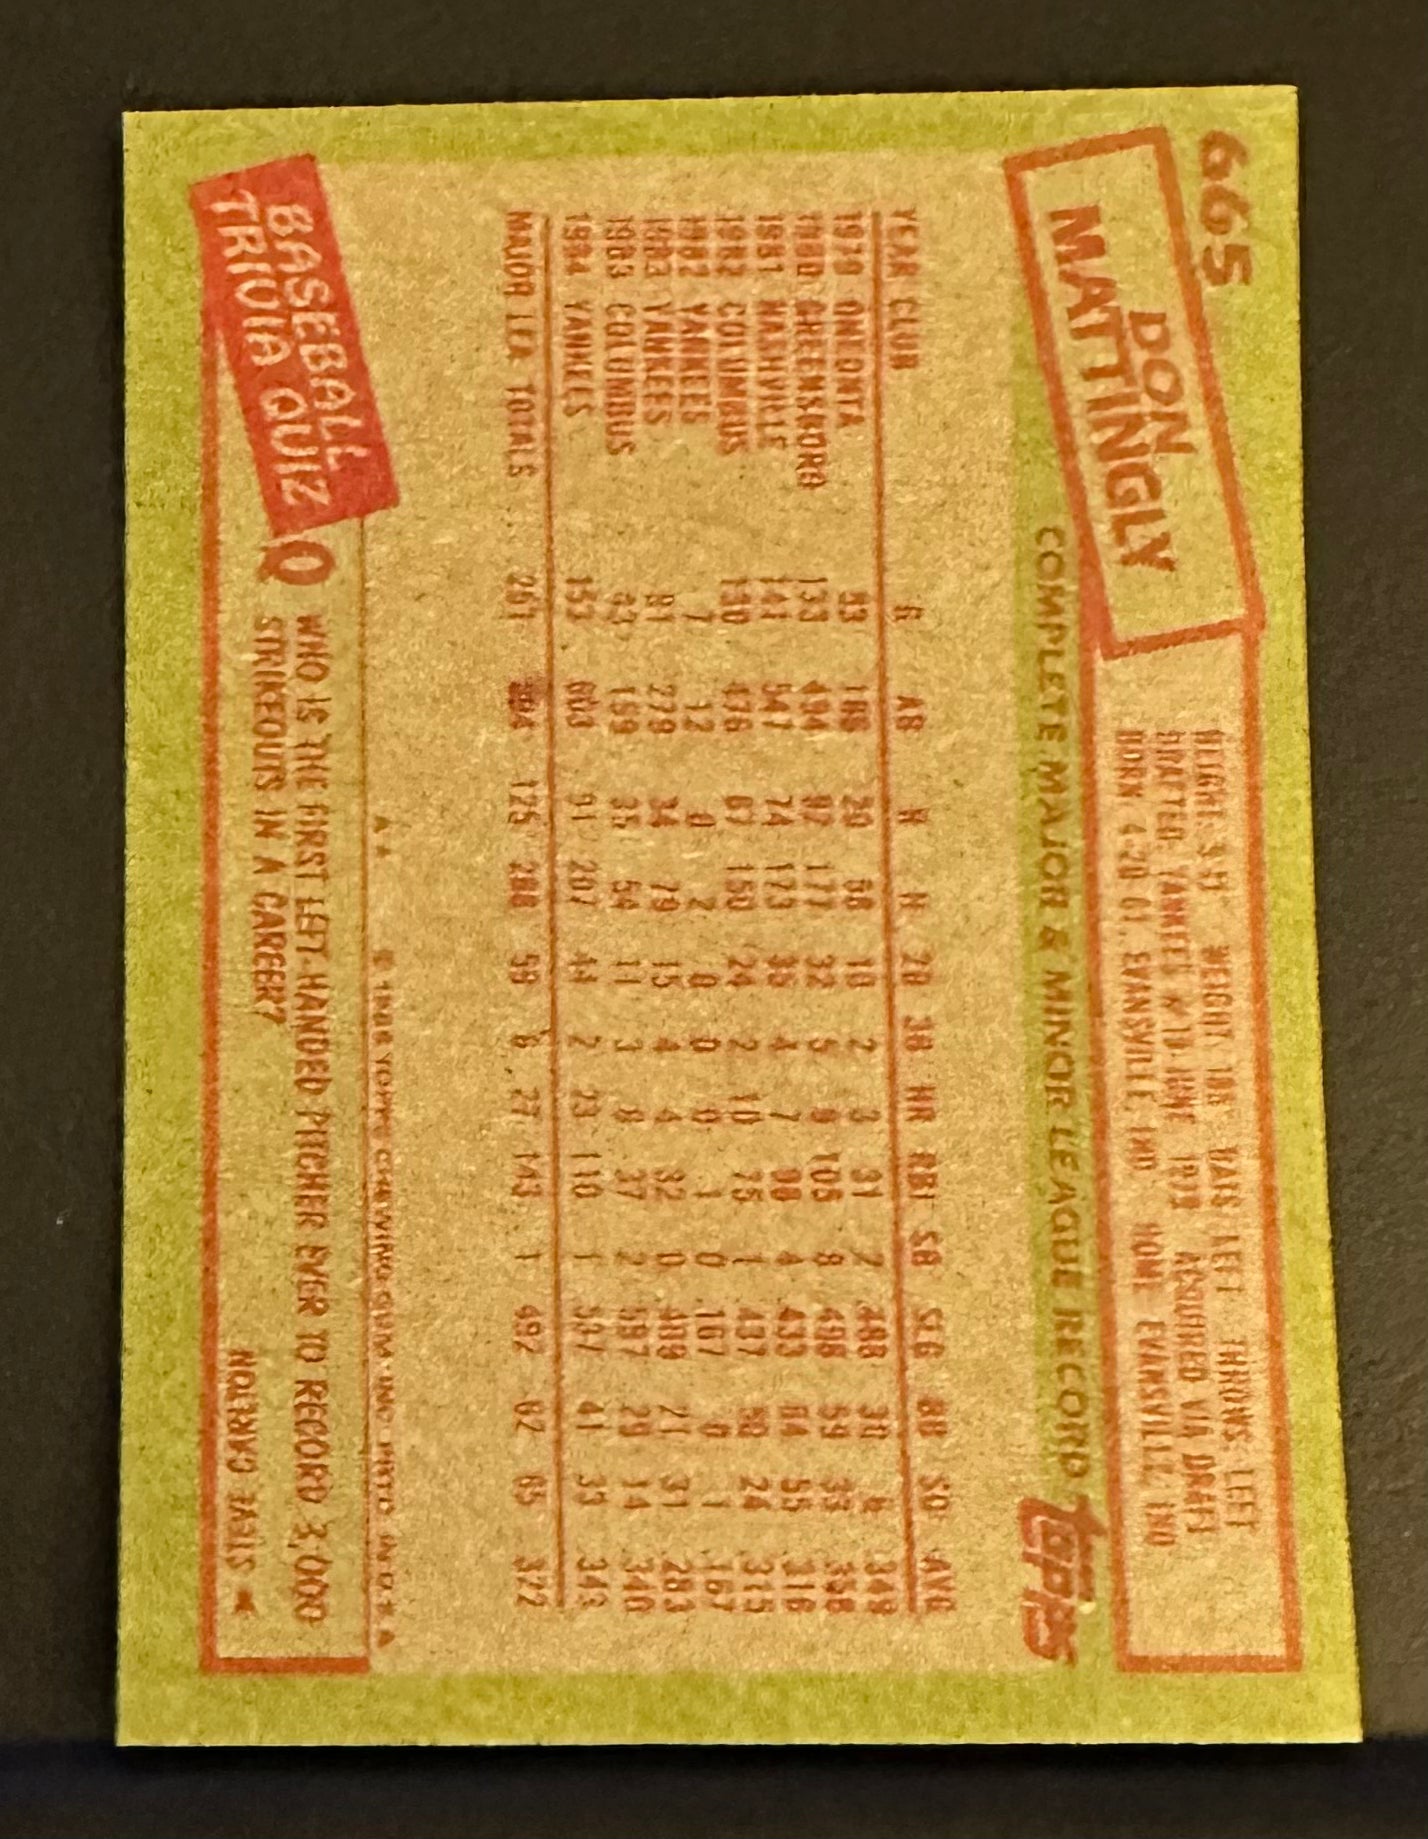 665
DON
MATTINGLY
WEIGHT 185 BATS LEFT THROWS LEFT
DRAFTED YANKEES JUNE 1979 ACQUIRED VIA DRAFT
BORN 4-20-61, EVANSVILLE, IND HOME EVANSVILLE, IND
COMPLETE MAJOR & MINOR LEAGUE RECORD topps
YEAR CLUB G AB R H 2B 3B HR RBI SB SLG BB SO AVG
1979 ONEONTA 53 166 20 58 10 2 3 31 2 488 30 6 349
1980 GREENSBORO 133 494 92 177 32 5 9 105 8 498 59 33 358
1981 NASHVILLE 141 547 74 173 35 4 7 98 4 433 64 55 316
1982 COLUMBUS 130 476 67 150 24 2 10 75 1 437 50 24 315
1982 YANKEES 7 12 0 2 0 0 0 1 0 167 0 1 167
1983 YANKEES 91 279 34 79 15 4 4 32 0 409 21 31 283
1983 COLUMBUS 43 159 35 54 11 3 8 37 2 597 29 14 340
1984 YANKEES 153 603 91 207 44 2 23 110 1 537 41 33 343
MAJOR LEA TOTALS 251 894 125 288 59 6 27 143 1 492 62 65 322
TOPPS CHEWING GUM INC PRTD IN U.S.A.
BASEBALL
TRIVIA QUIZ
Q WHO IS THE FIRST LEFT-HANDED PITCHER EVER TO RECORD 3,000
STRIKEOUTS IN A CAREER?
STEVE CARLTON